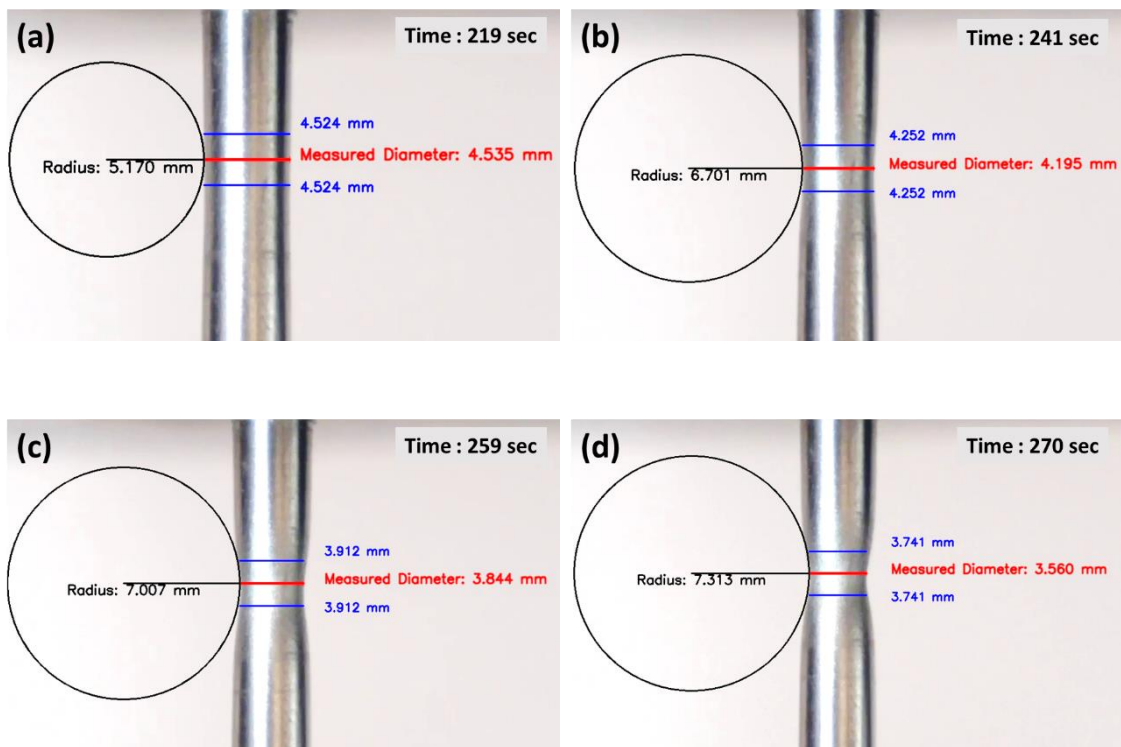 (a)
Time : 219 sec
4.524 mm
Measured Diameter: 4.535 mm
Radius: 5.170 mm
4.524 mm
(b)
Time : 241 sec
4.252 mm
Measured Diameter: 4.195 mm
Radius: 6.701 mm
4.252 mm
(c)
Time : 259 sec
3.912 mm
Measured Diameter: 3.844 mm
Radius: 7.007 mm
3.912 mm
(d)
Time : 270 sec
3.741 mm
Measured Diameter: 3.560 mm
Radius: 7.313 mm
3.741 mm